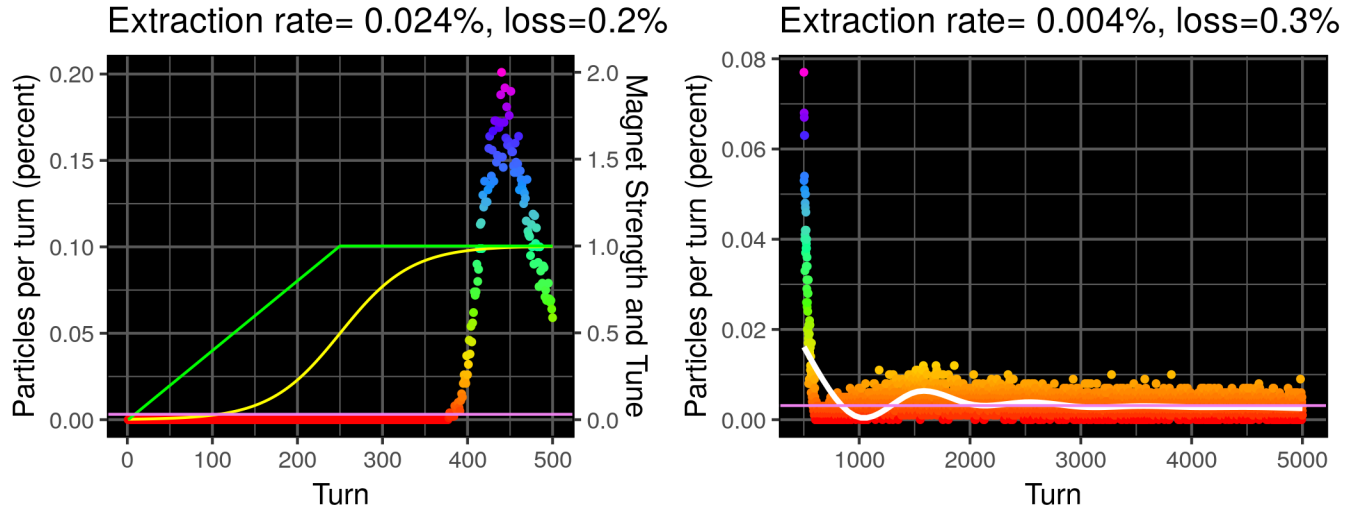 Extraction rate= 0.024%, loss=0.2%
Particles per turn (percent)
0.20
0.15
0.10
0.05
0.00
2.0
1.5
1.0
0.5
0.0
Magnet Strength and Tune
0 100 200 300 400 500
Turn
Extraction rate= 0.004%, loss=0.3%
Particles per turn (percent)
0.08
0.06
0.04
0.02
0.00
1000 2000 3000 4000 5000
Turn